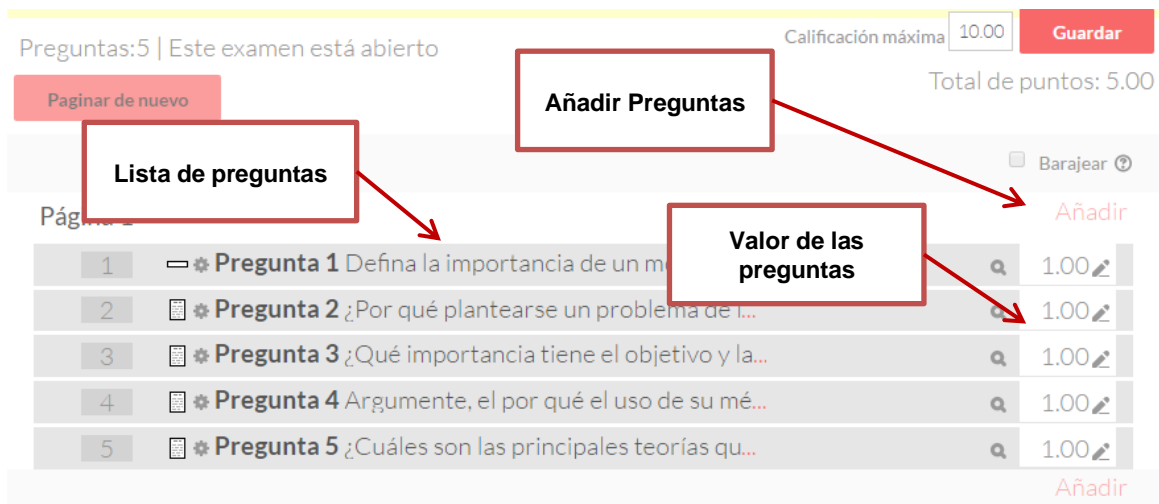 Preguntas:5 | Este examen está abierto
Calificación máxima 10.00 Guardar
Paginar de nuevo
Total de puntos: 5.00
Añadir Preguntas
Lista de preguntas
Barajear
Añadir
Valor de las
preguntas
1 Pregunta 1 Defina la importancia de un 1.00
2 Pregunta 2 ¿Por qué plantearse un problema de 1.00
3 Pregunta 3 ¿Qué importancia tiene el objetivo y la... 1.00
4 Pregunta 4 Argumente, el por qué el uso de su mé... 1.00
5 Pregunta 5 ¿Cuáles son las principales teorías qu... 1.00
Añadir